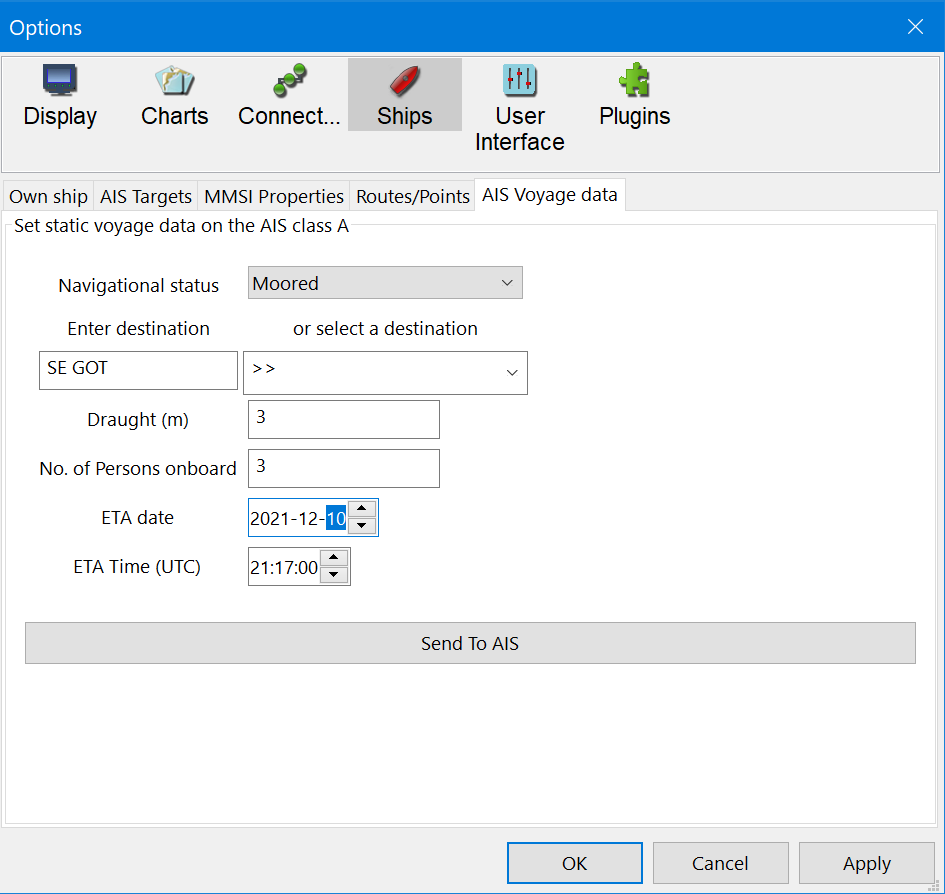 Options
Display
Charts
Connect...
Ships
User
Interface
Plugins
Own ship
AIS Targets
MMSI Properties
Routes/Points
AIS Voyage data
Set static voyage data on the AIS class A
Navigational status
Moored
Enter destination
or select a destination
SE GOT
>>
Draught (m)
3
No. of Persons onboard
3
ETA date
2021-12-10
ETA Time (UTC)
21:17:00
Send To AIS
OK
Cancel
Apply